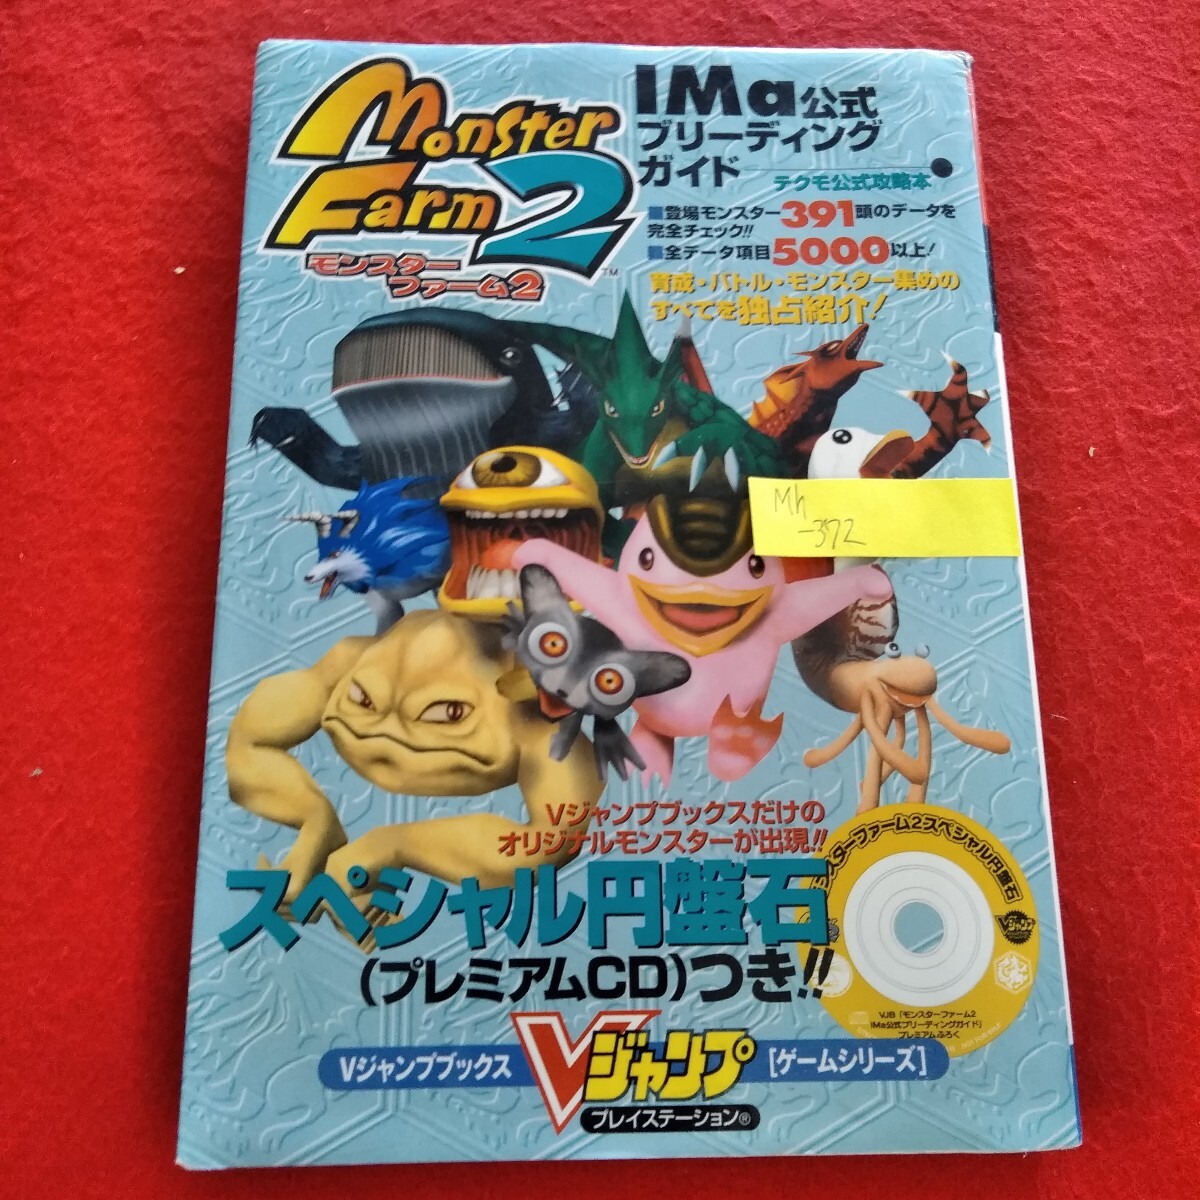 Monster
Farm 2
TM
モンスター
ファーム2
IMa公式
ブリーディング
ガイド
テクモ公式攻略本
■登場モンスター391頭のデータを
完全チェック!!
■全データ項目5000以上!
育成・バトル・モンスター集めの
すべてを独占紹介!
Mh
-372
Vジャンプブックスだけの
オリジナルモンスターが出現!!
スペシャル円盤石
(プレミアムCD)つき!!
スターファーム2スペシャル円盤石
Vジャンプ
VJB「モンスターファーム2
IMa公式ブリーディングガイド」
プレミアムふろく
Vジャンプブックス
Vジャンプ
[ゲームシリーズ]
プレイステーション®